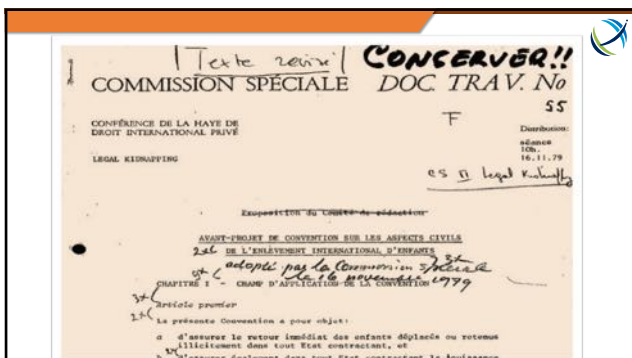 Texte revisé CONCERVER!!
COMMISSION SPÉCIALE DOC. TRAV. No
55
F
CONFÉRENCE DE LA HAYE DE
DROIT INTERNATIONAL PRIVÉ
Distribution:
séance
10h.
16.11.79
LEGAL KIDNAPPING
Legal
Exoposition du Comité de rédaction
AVANT-PROJET DE CONVENTION SUR LES ASPECTS CIVILS
DE L'ENLÈVEMENT INTERNATIONAL D'ENFANTS
adopté par la Commission spéciale
le 16 novembre 1979
CHAPITRE I - CHAMP D'APPLICATION DE LA CONVENTION
Article premier
La présente Convention a pour objet:
a d'assurer le retour immédiat des enfants déplacés ou retenus
illicitement dans tout Etat contractant, et